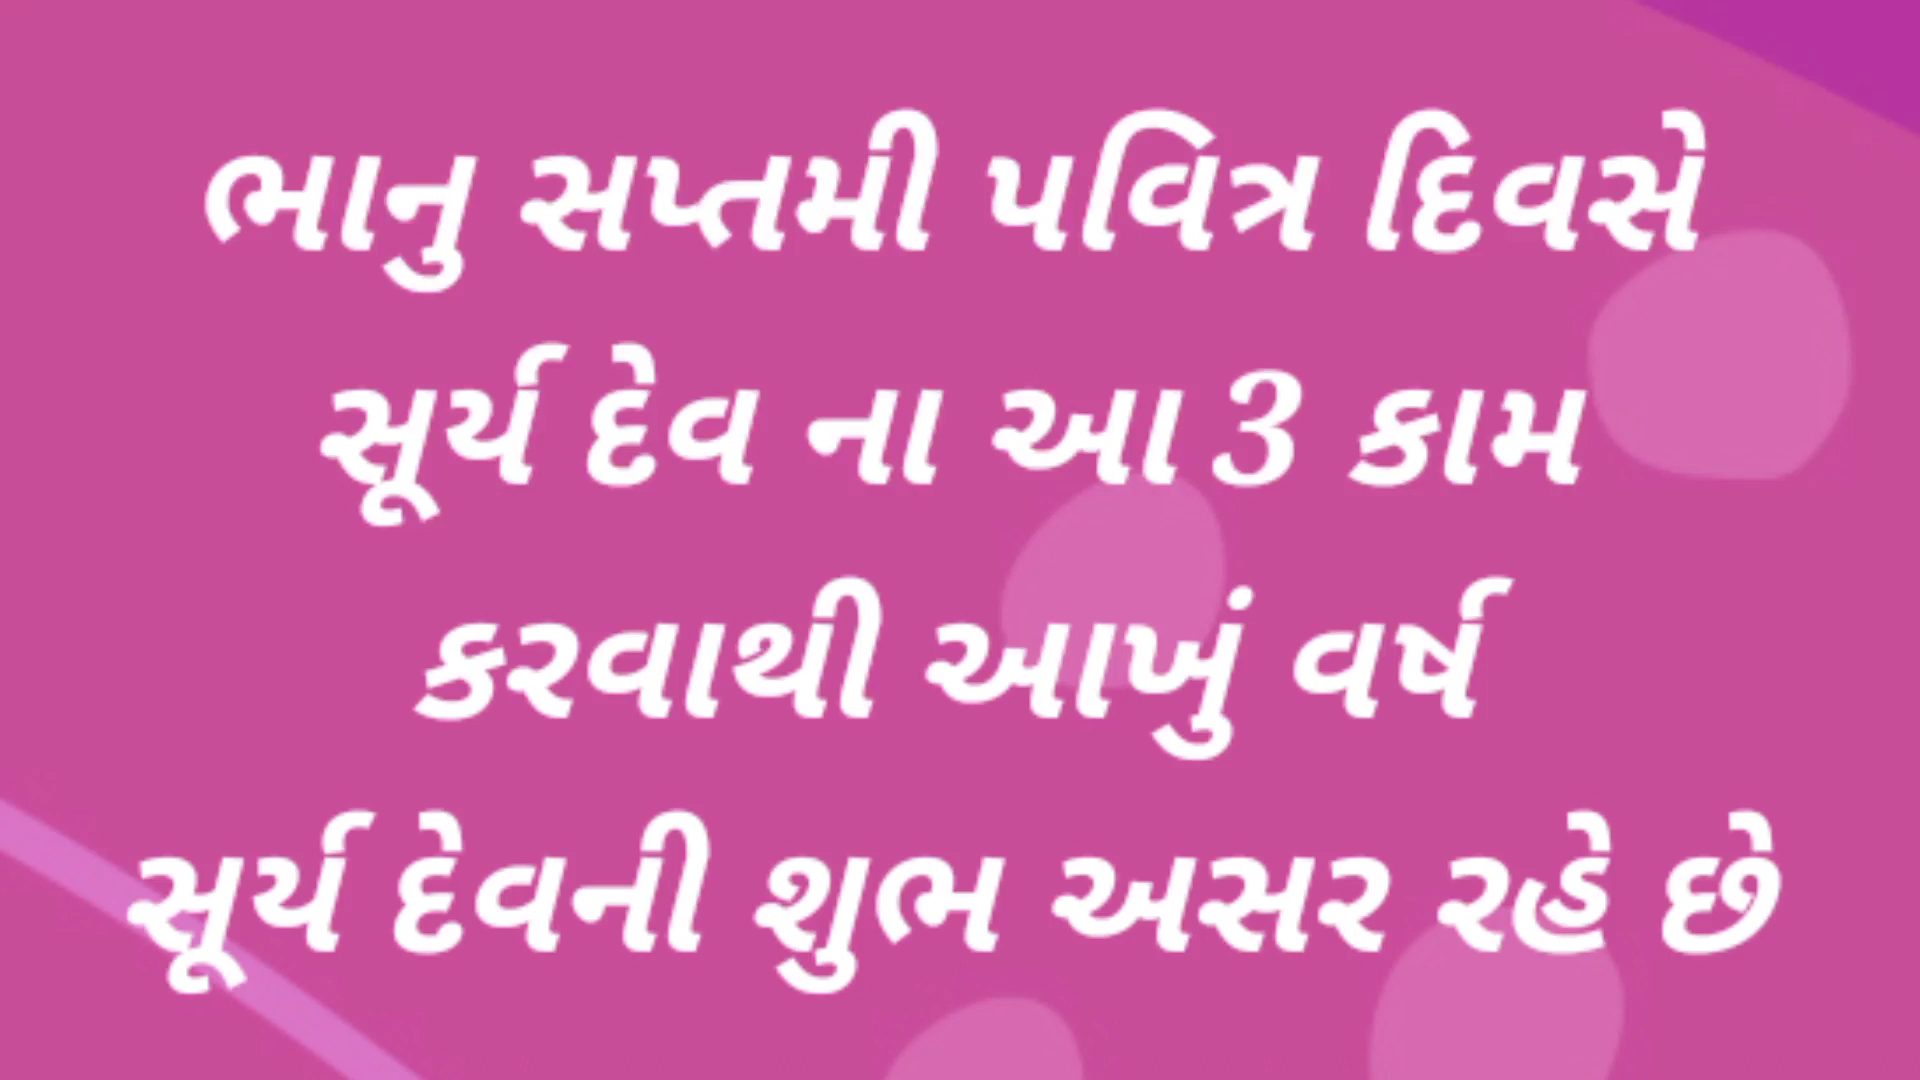 ભાનુ સપ્તમી પવિત્ર દિવસે
સૂર્ય દેવ ના આ 3 કામ
કરવાથી આખું વર્ષ
સૂર્ય દેવની શુભ અસર રહે છે